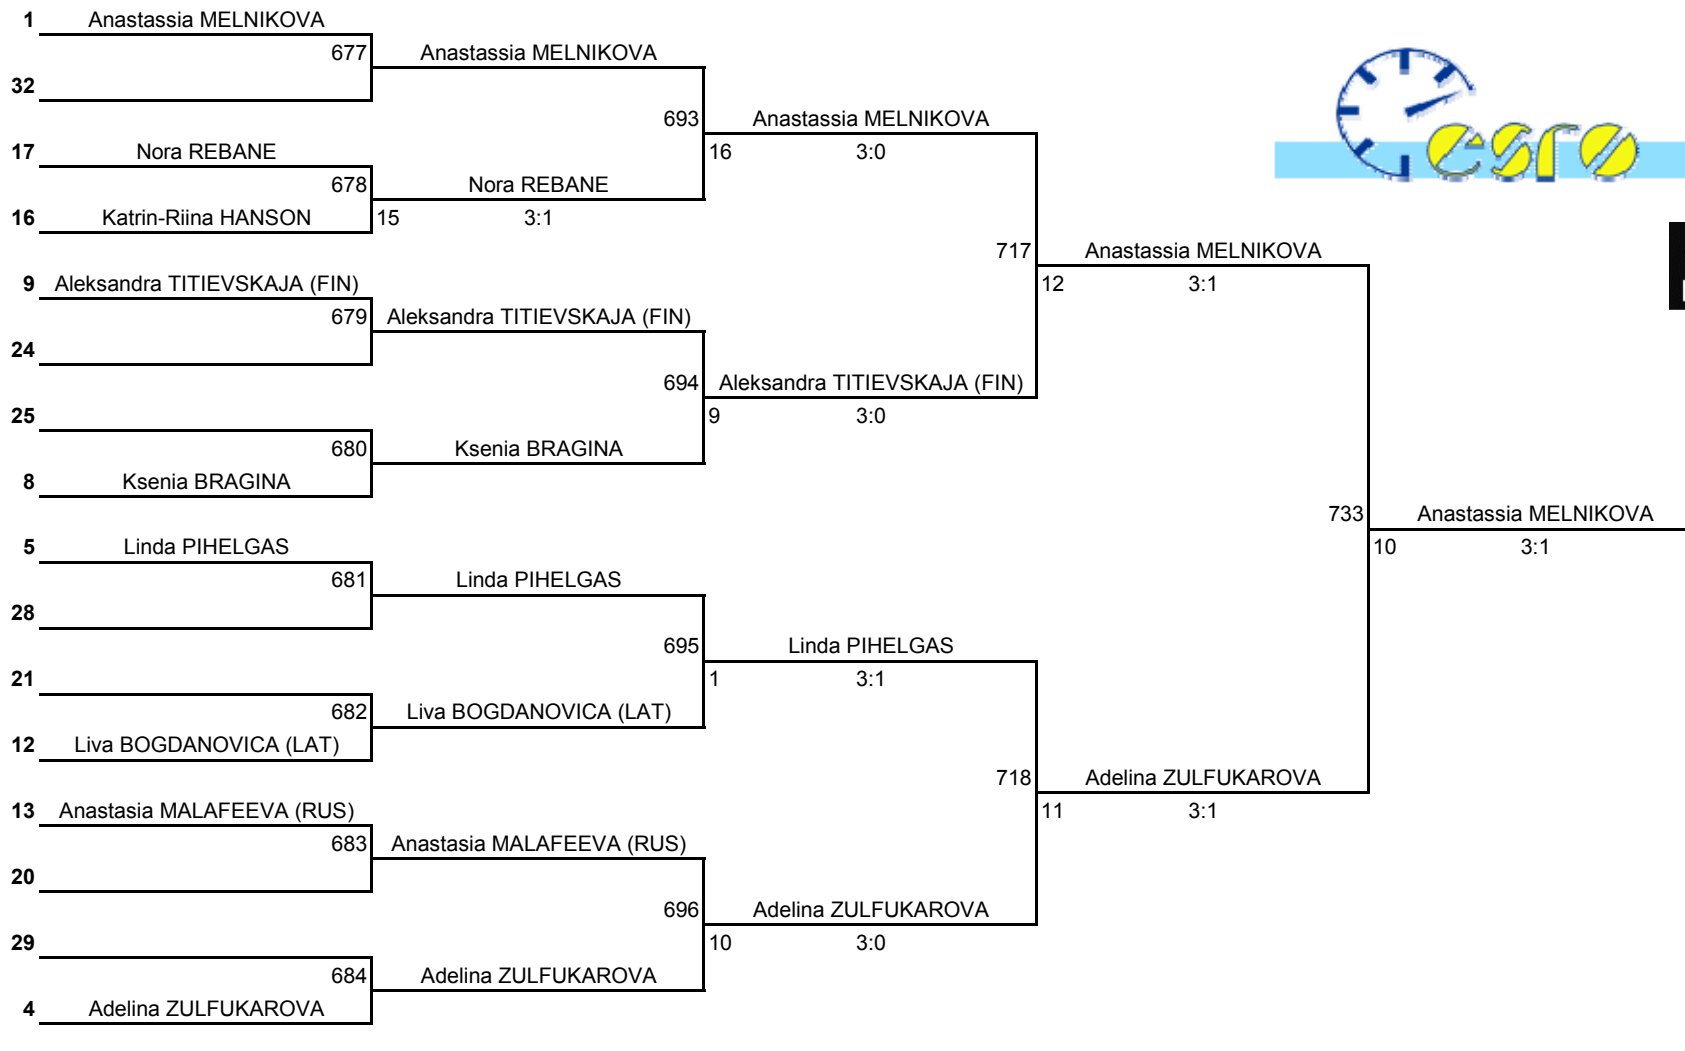 1 Anastassia MELNIKOVA
677 Anastassia MELNIKOVA
32
693 Anastassia MELNIKOVA
17 Nora REBANE
16 3:0
678 Nora REBANE
16 Katrin-Riina HANSON 15 3:1
717 Anastassia MELNIKOVA
9 Aleksandra TITIEVSKAJA (FIN)
12 3:1
679 Aleksandra TITIEVSKAJA (FIN)
24
694 Aleksandra TITIEVSKAJA (FIN)
25
9 3:0
680 Ksenia BRAGINA
8 Ksenia BRAGINA
733 Anastassia MELNIKOVA
5 Linda PIHELGAS
10 3:1
681 Linda PIHELGAS
28
695 Linda PIHELGAS
21
1 3:1
682 Liva BOGDANOVICA (LAT)
12 Liva BOGDANOVICA (LAT)
718 Adelina ZULFUKAROVA
13 Anastasia MALAFEEVA (RUS)
11 3:1
683 Anastasia MALAFEEVA (RUS)
20
696 Adelina ZULFUKAROVA
29
10 3:0
684 Adelina ZULFUKAROVA
4 Adelina ZULFUKAROVA
esro